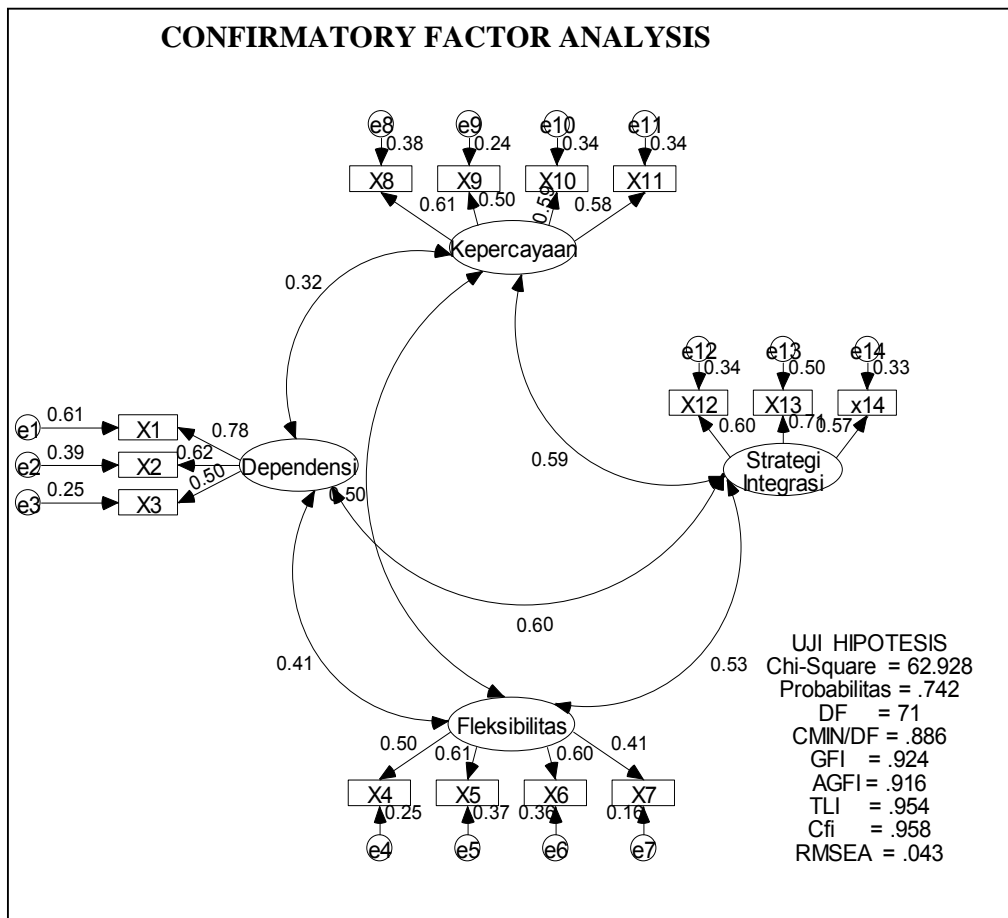 CONFIRMATORY FACTOR ANALYSIS
e8 e9 e10 e11
0.38 0.24 0.34 0.34
X8 X9 X10 X11
0.61 0.50 0.59 0.58
Kepercayaan
0.32
e12 e13 e14
0.34 0.50 0.33
X12 X13 x14
0.60 0.71 0.57
Strategi
Integrasi
e1 0.61 X1 0.78
e2 0.39 X2 0.62
e3 0.25 X3 0.50
Dependensi
0.50
0.59
0.60
0.41
0.53
Fleksibilitas
0.50 0.61 0.60 0.41
X4 X5 X6 X7
0.25 0.37 0.36 0.16
e4 e5 e6 e7
UJI HIPOTESIS
Chi-Square = 62.928
Probabilitas = .742
DF = 71
CMIN/DF = .886
GFI = .924
AGFI = .916
TLI = .954
Cfi = .958
RMSEA = .043